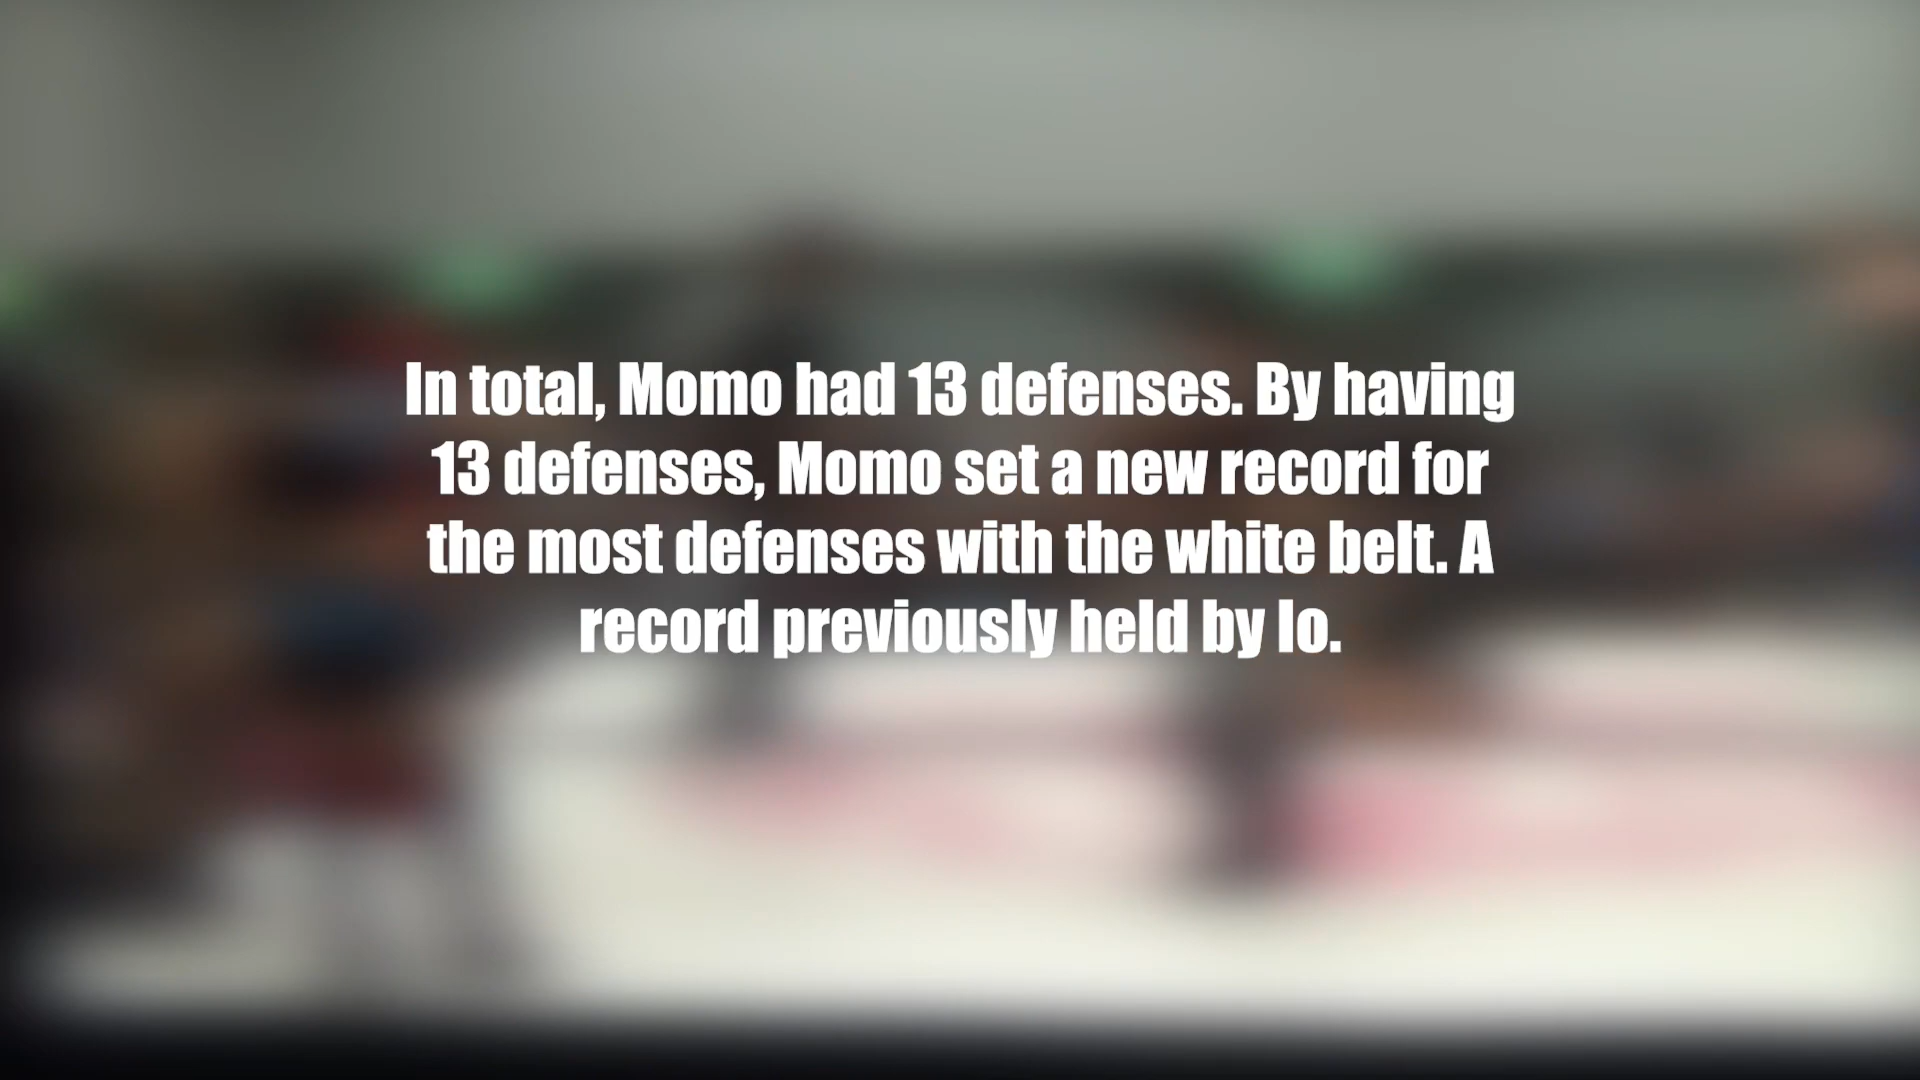 In total, Momo had 13 defenses. By having
13 defenses, Momo set a new record for
the most defenses with the white belt. A
record previously held by Io.